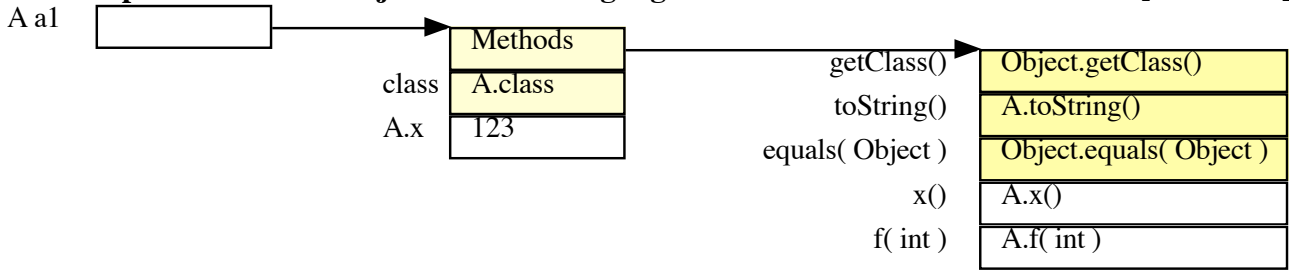 A a1
Methods
getClass() Object.getClass()
class A.class
toString() A.toString()
A.x 123
equals( Object ) Object.equals( Object )
x() A.x()
f( int ) A.f( int )